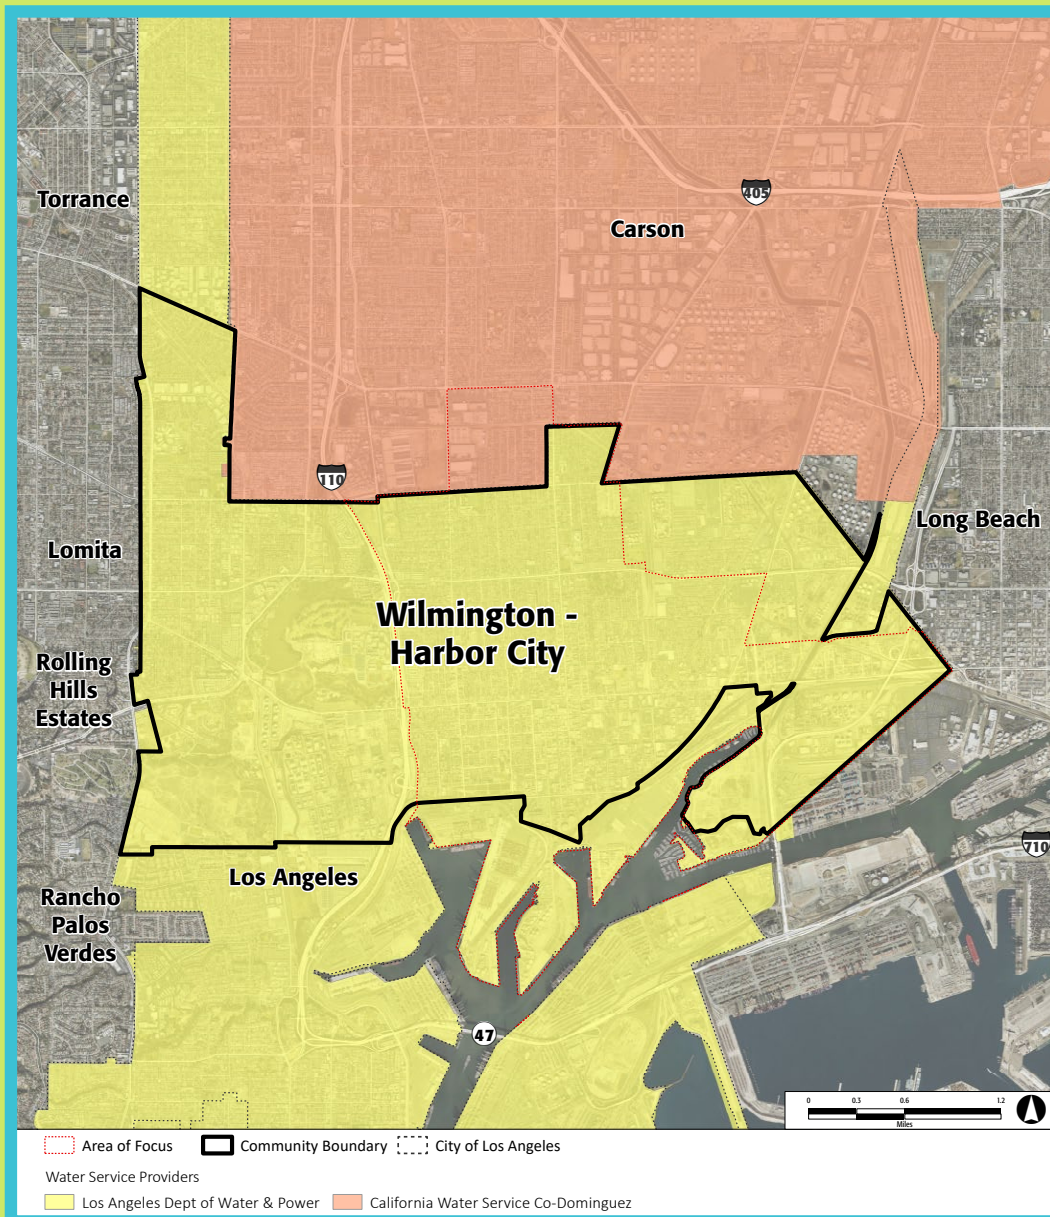 405
Torrance
Carson
110
Long Beach
Lomita
Wilmington -
Harbor City
Rolling
Hills
Estates
710
Los Angeles
Rancho
Palos
Verdes
47
0 0.3 0.6 1.2
Miles
Area of Focus Community Boundary City of Los Angeles
Water Service Providers
Los Angeles Dept of Water & Power California Water Service Co-Dominguez